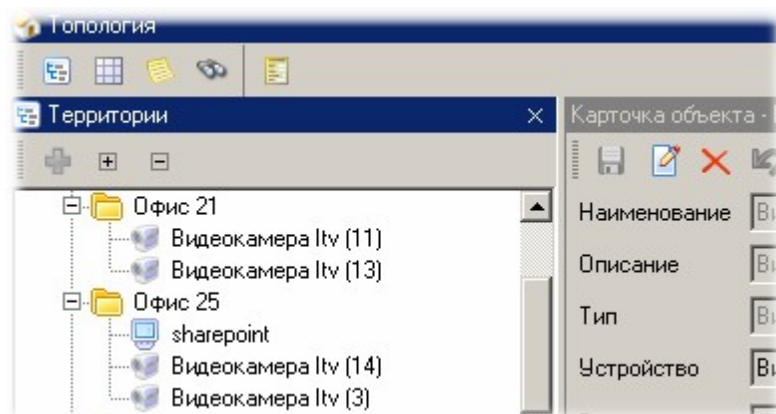 Топология
Территории
Карточка объекта -
Офис 21
Видеокамера Itv (11)
Видеокамера Itv (13)
Офис 25
sharepoint
Видеокамера Itv (14)
Видеокамера Itv (3)
Наименование
Описание
Тип
Устройство